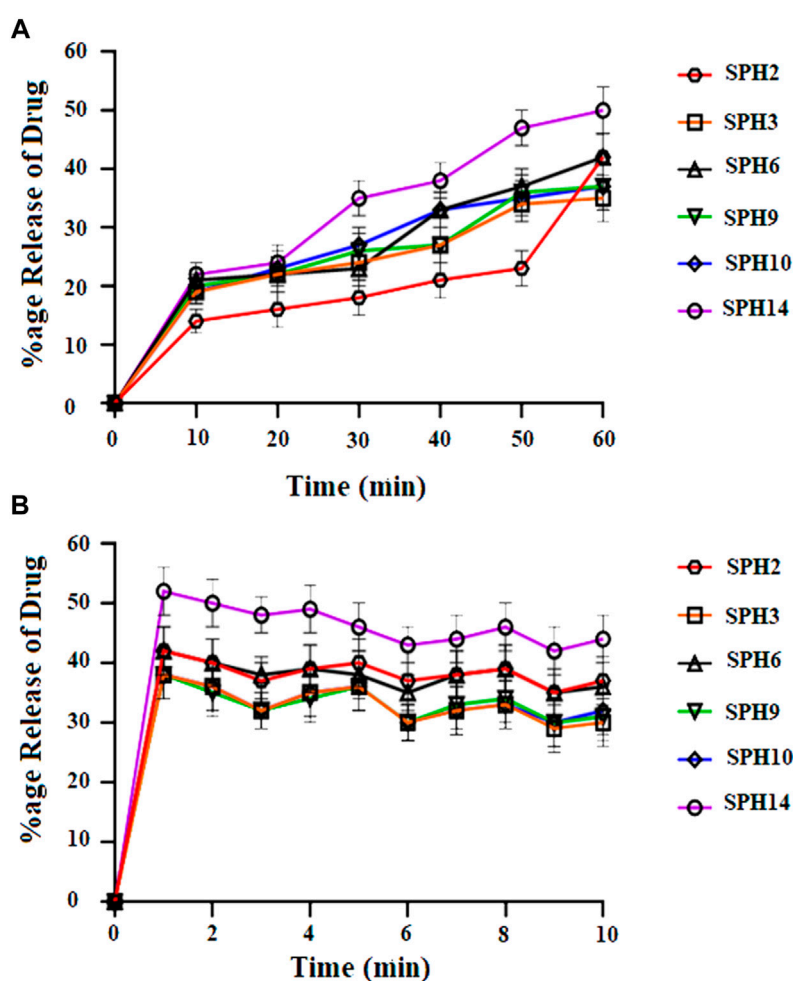 A
%age Release of Drug
60
50
40
30
20
10
0
0 10 20 30 40 50 60
Time (min)
SPH2
SPH3
SPH6
SPH9
SPH10
SPH14
B
%age Release of Drug
60
50
40
30
20
10
0
0 2 4 6 8 10
Time (min)
SPH2
SPH3
SPH6
SPH9
SPH10
SPH14